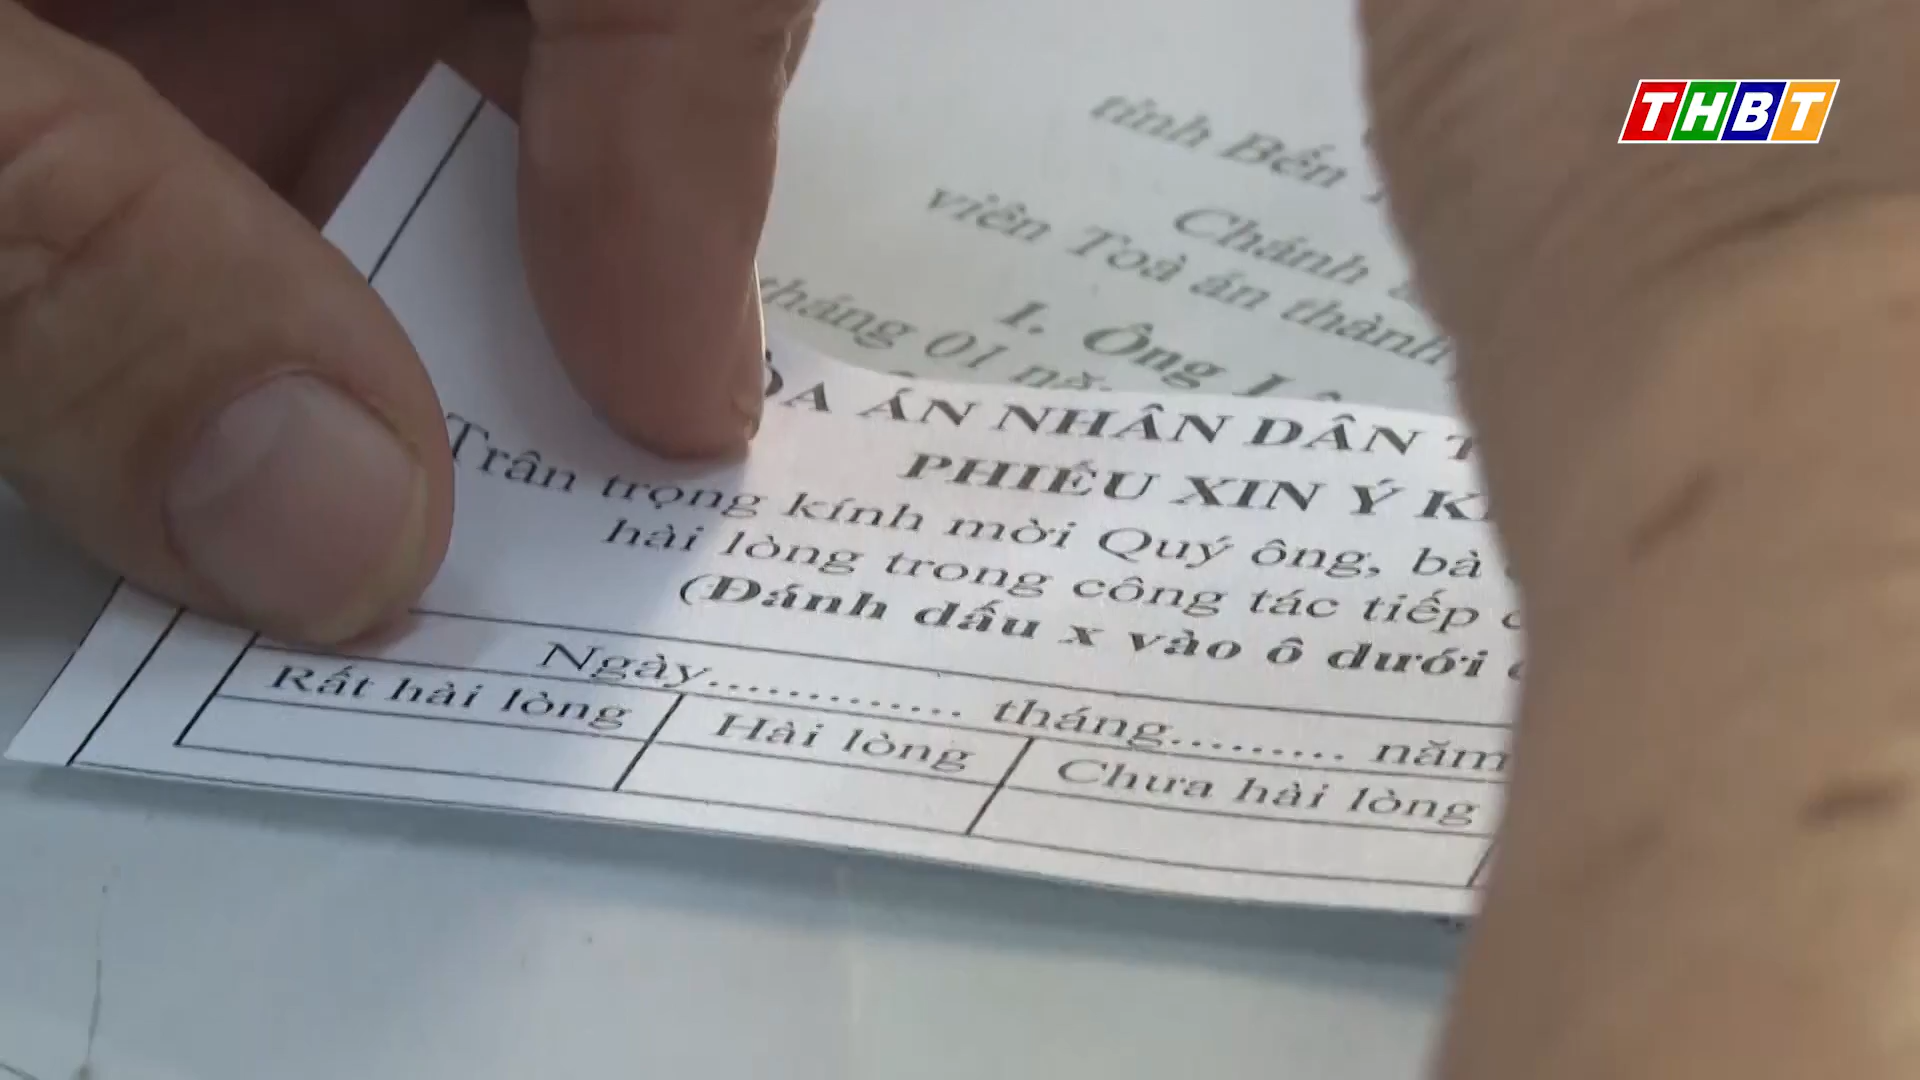 THBT
tỉnh Bến
Chánh
viên Toà án thành
1. Ông
tháng 01
ÁN NHÂN DÂN
PHIẾU XIN Ý
Trân trọng kính mời Quý ông, bà
hài lòng trong công tác tiếp
(Đánh dấu x vào ô dưới
Ngày............ tháng......... năm
Rất hài lòng Hài lòng Chưa hài lòng